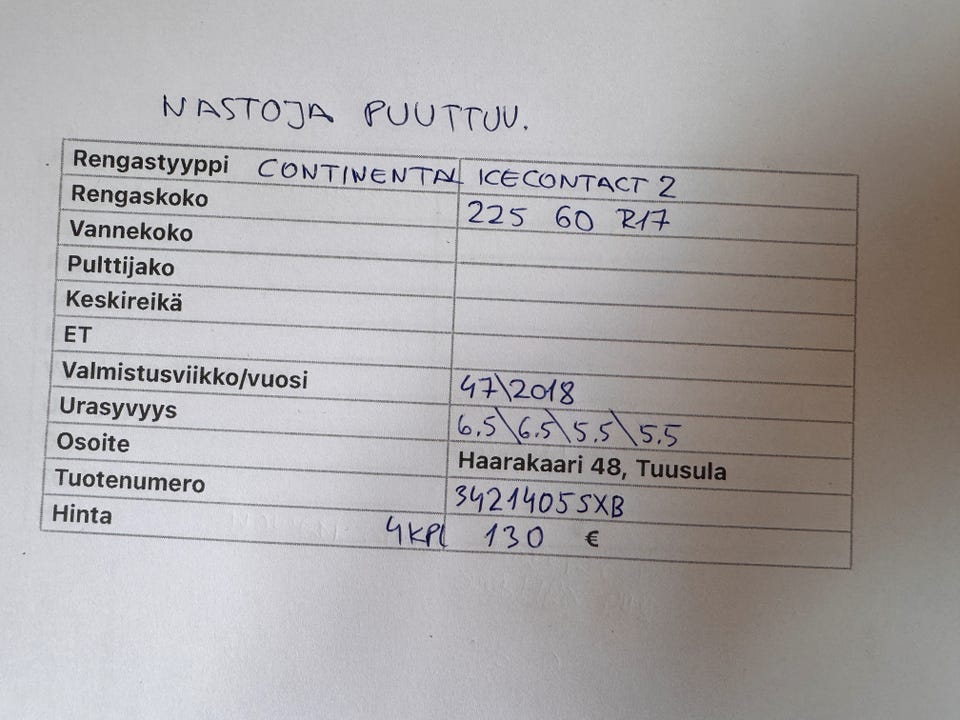 NASTOJA PUUTTUU.
Rengastyyppi CONTINENTAL ICECONTACT 2
Rengaskoko 225 60 R17
Vannekoko
Pulttijako
Keskireikä
ET
Valmistusviikko/vuosi 47\2018
Urasyvyys 6.5\6.5\5.5\5.5
Osoite Haarakaari 48, Tuusula
Tuotenumero 3421405SXB
Hinta 4KPL 130 €